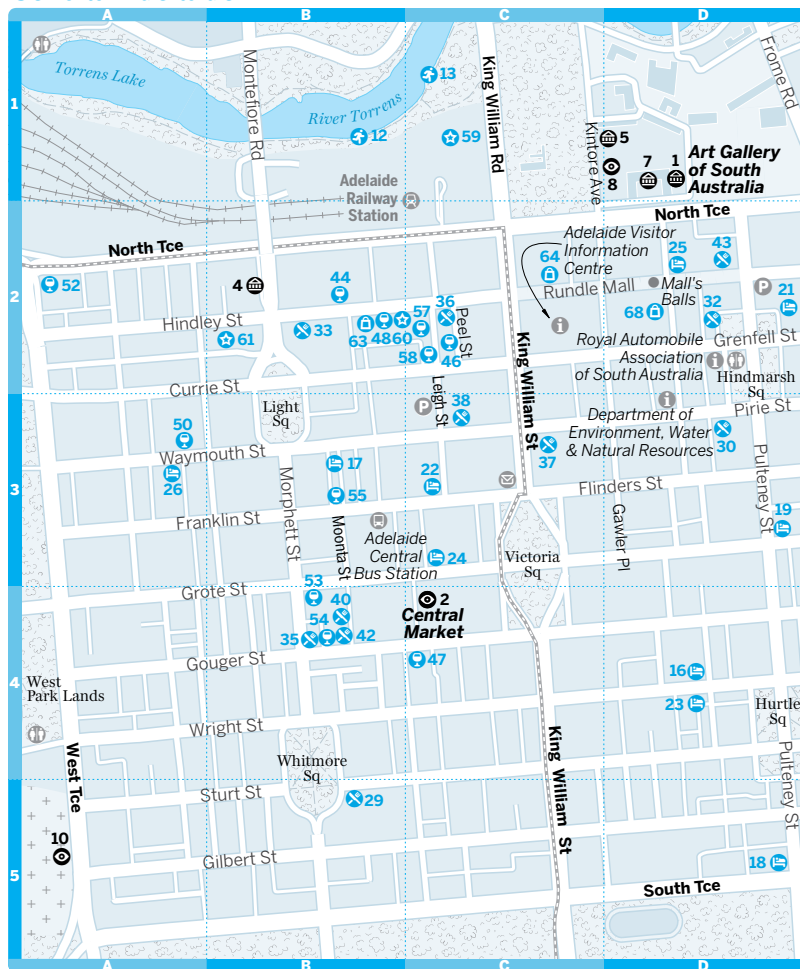 A
B
C
D
1
Torrens Lake
Montefiore Rd
River Torrens
13
12
59
King William Rd
Kintore Ave
5
8
7
1
Art Gallery
of South
Australia
Frome Rd
Adelaide
Railway
Station
North Tce
North Tce
2
52
4
44
Hindley St
61
33
63
48
60
57
58
36
46
Peel St
Leigh St
King William St
64
Adelaide Visitor
Information
Centre
Rundle Mall
25
43
Mall's
Balls
68
32
P
21
Grenfell St
Royal Automobile
Association
of South Australia
Hindmarsh
Sq
Currie St
Light
Sq
P
38
Pirie St
Department of
Environment, Water
& Natural Resources
30
37
3
50
Waymouth St
26
17
55
22
Morphett St
Moonta St
Franklin St
Flinders St
Gawler Pl
Pulteney St
19
Adelaide
Central
Bus Station
24
Victoria
Sq
Grote St
4
53
40
54
35
42
2
Central
Market
47
Gouger St
16
23
West
Park Lands
Wright St
Hurtle
Sq
West Tce
Whitmore
Sq
King William St
Pulteney St
5
Sturt St
29
10
Gilbert St
18
South Tce
A
B
C
D